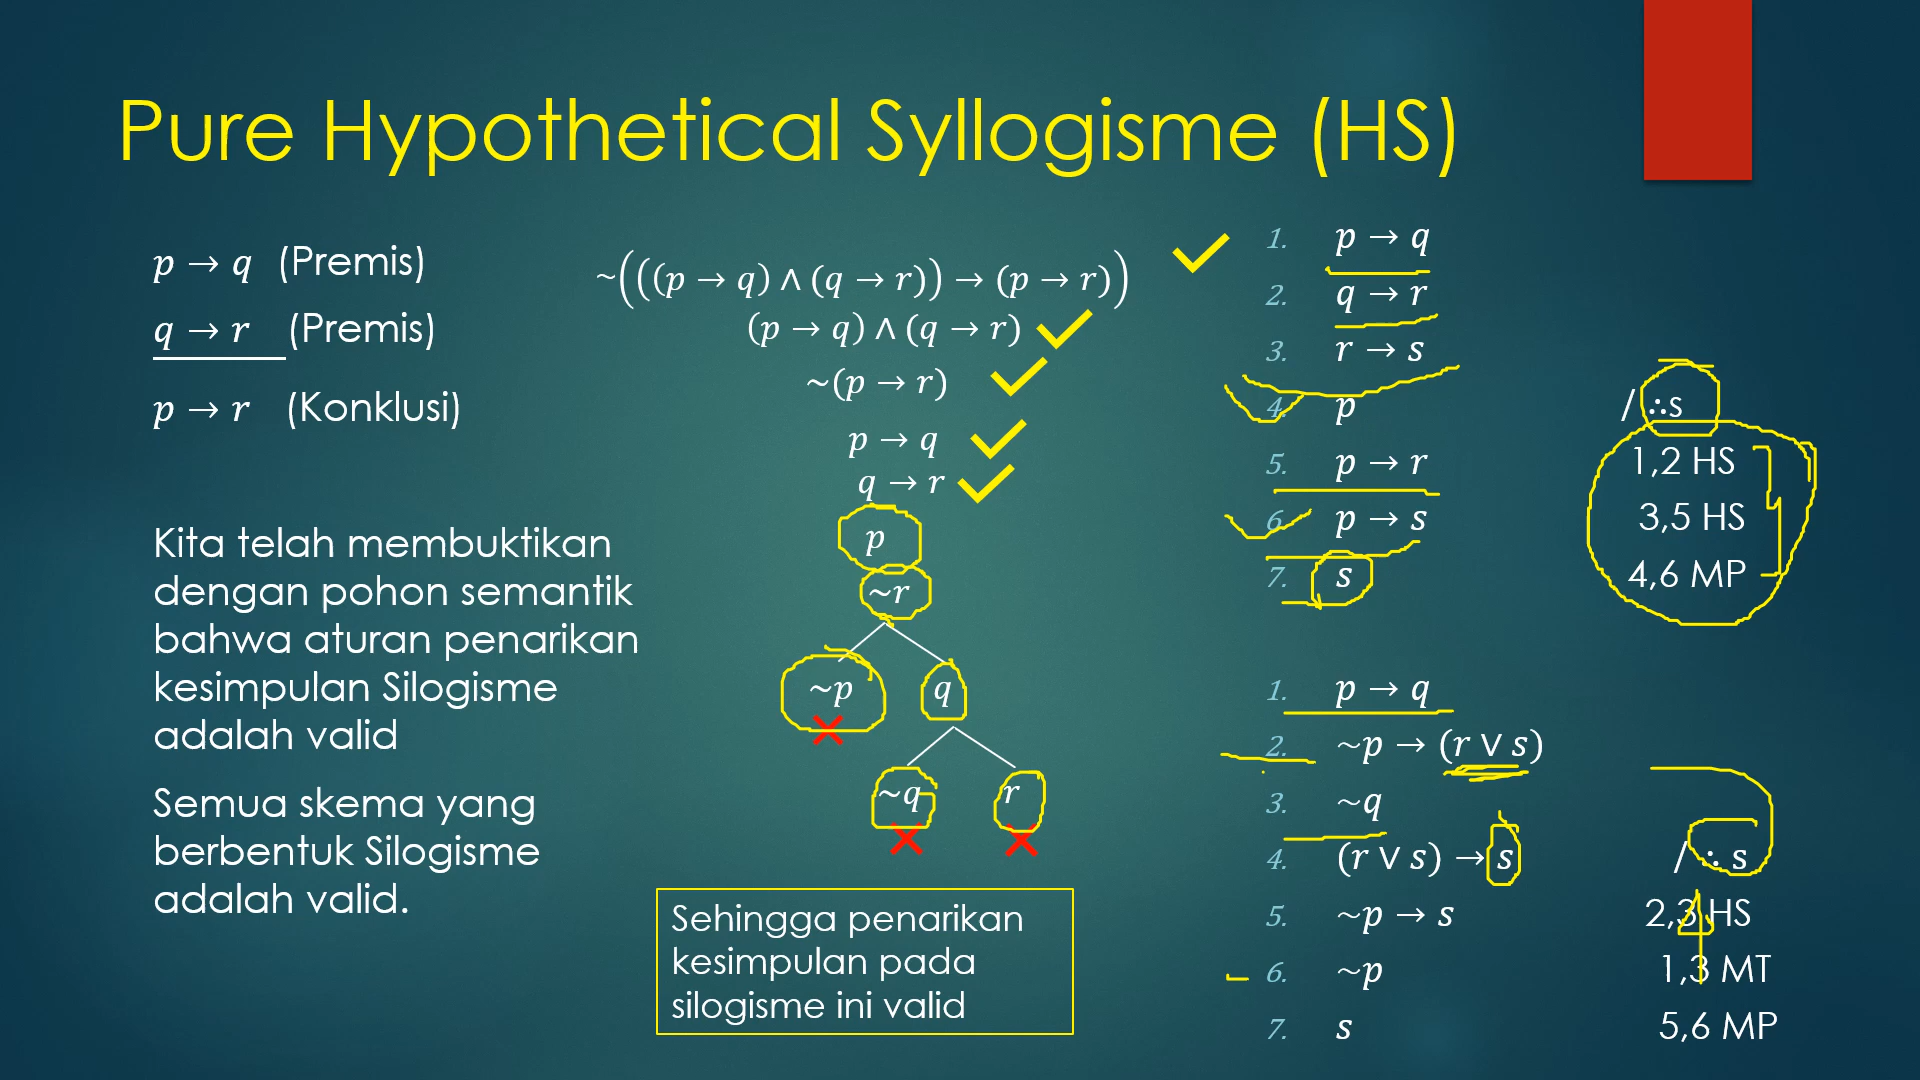 Pure Hypothetical Syllogisme (HS)
p → q (Premis)
q → r (Premis)
p → r (Konklusi)
Kita telah membuktikan
dengan pohon semantik
bahwa aturan penarikan
kesimpulan Silogisme
adalah valid
Semua skema yang
berbentuk Silogisme
adalah valid.
~(((p → q) ∧ (q → r)) → (p → r))
(p → q) ∧ (q → r)
~(p → r)
p → q
q → r
p
~r
~p q
~q r
Sehingga penarikan
kesimpulan pada
silogisme ini valid
1. p → q
2. q → r
3. r → s
4. p / ∴s
5. p → r 1,2 HS
6. p → s 3,5 HS
7. s 4,6 MP
1. p → q
2. ~p → (r ∨ s)
3. ~q
4. (r ∨ s) → s / ∴ s
5. ~p → s 2,3 HS
4
6. ~p 1,3 MT
7. s 5,6 MP